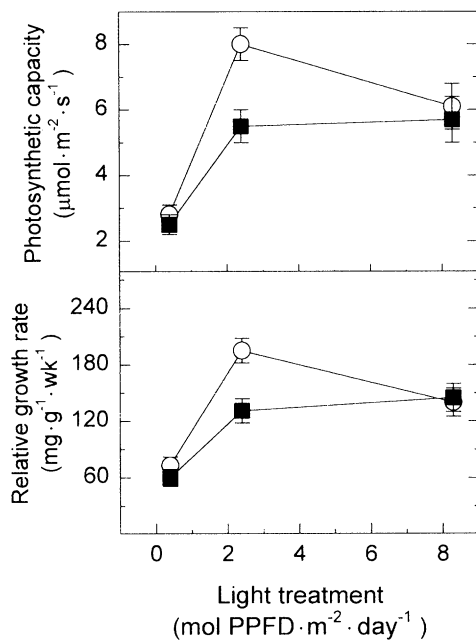 Photosynthetic capacity
(μmol·m⁻²·s⁻¹)
8
6
4
2
Relative growth rate
(mg·g⁻¹·wk⁻¹)
240
180
120
60
0 2 4 6 8
Light treatment
(mol PPFD·m⁻²·day⁻¹)